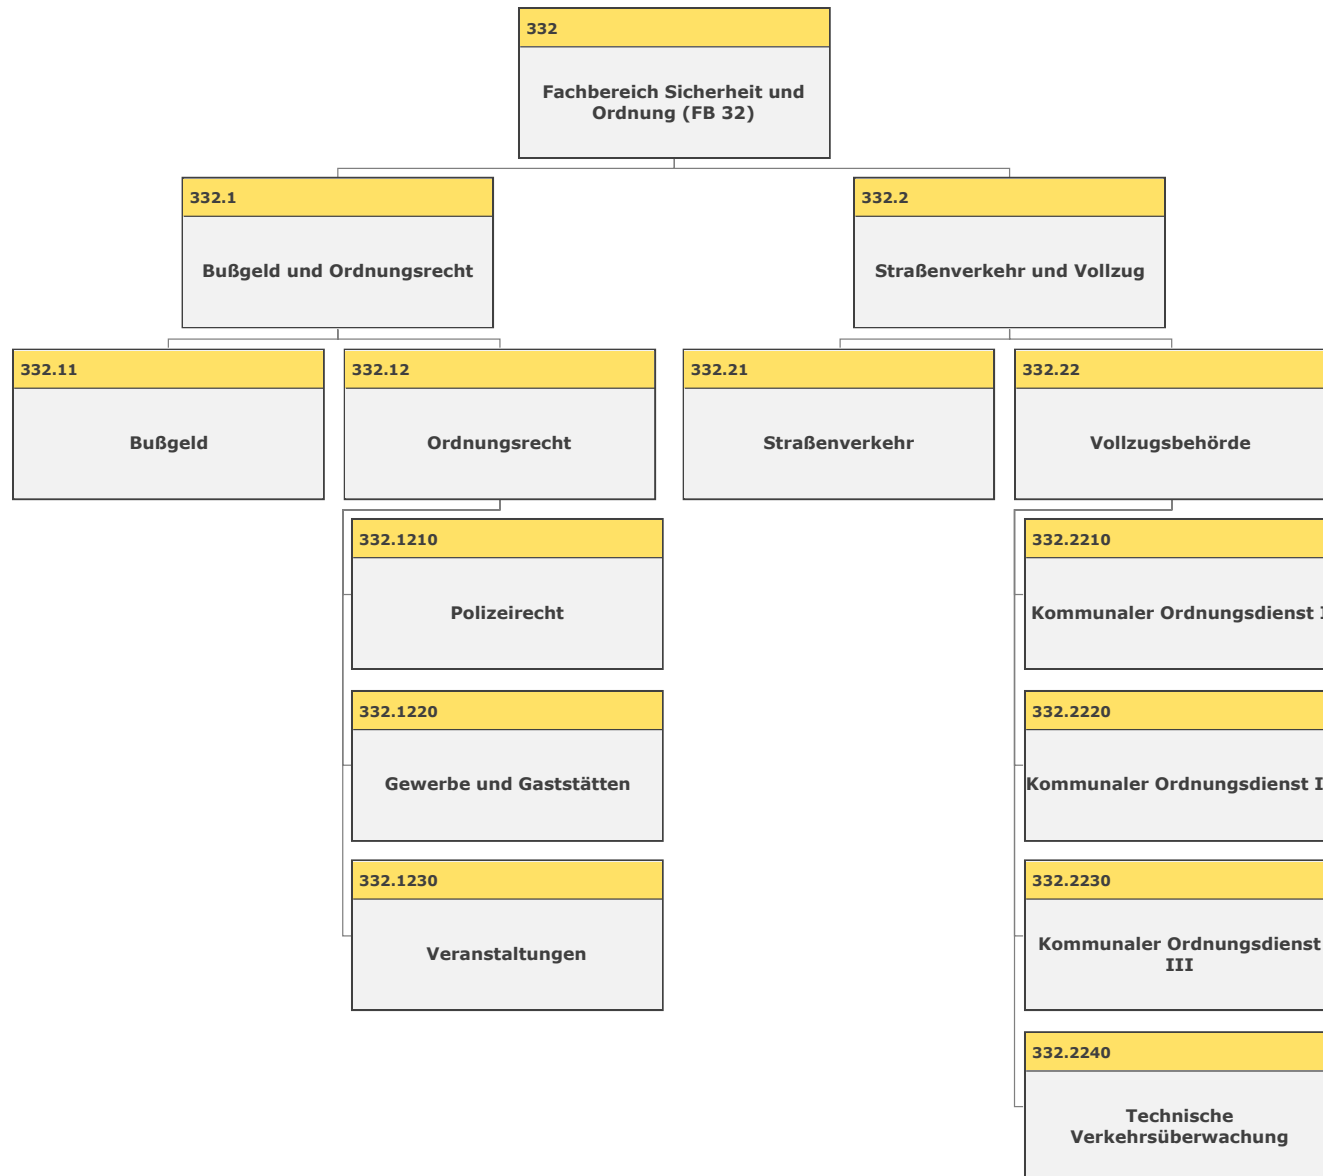 332
Fachbereich Sicherheit und
Ordnung (FB 32)
332.1
Bußgeld und Ordnungsrecht
332.2
Straßenverkehr und Vollzug
332.11
Bußgeld
332.12
Ordnungsrecht
332.21
Straßenverkehr
332.22
Vollzugsbehörde
332.1210
Polizeirecht
332.1220
Gewerbe und Gaststätten
332.1230
Veranstaltungen
332.2210
Kommunaler Ordnungsdienst I
332.2220
Kommunaler Ordnungsdienst
332.2230
Kommunaler Ordnungsdienst
III
332.2240
Technische
Verkehrsüberwachung